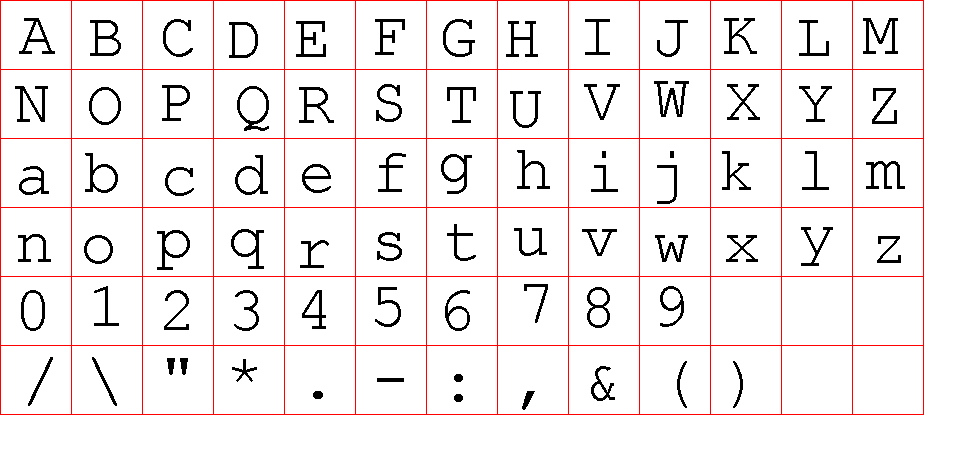 A B C D E F G H I J K L M
N O P Q R S T U V W X Y Z
a b c d e f g h i j k l m
n o p q r s t u v w x y z
0 1 2 3 4 5 6 7 8 9
/ \ " * . - : , & ( )